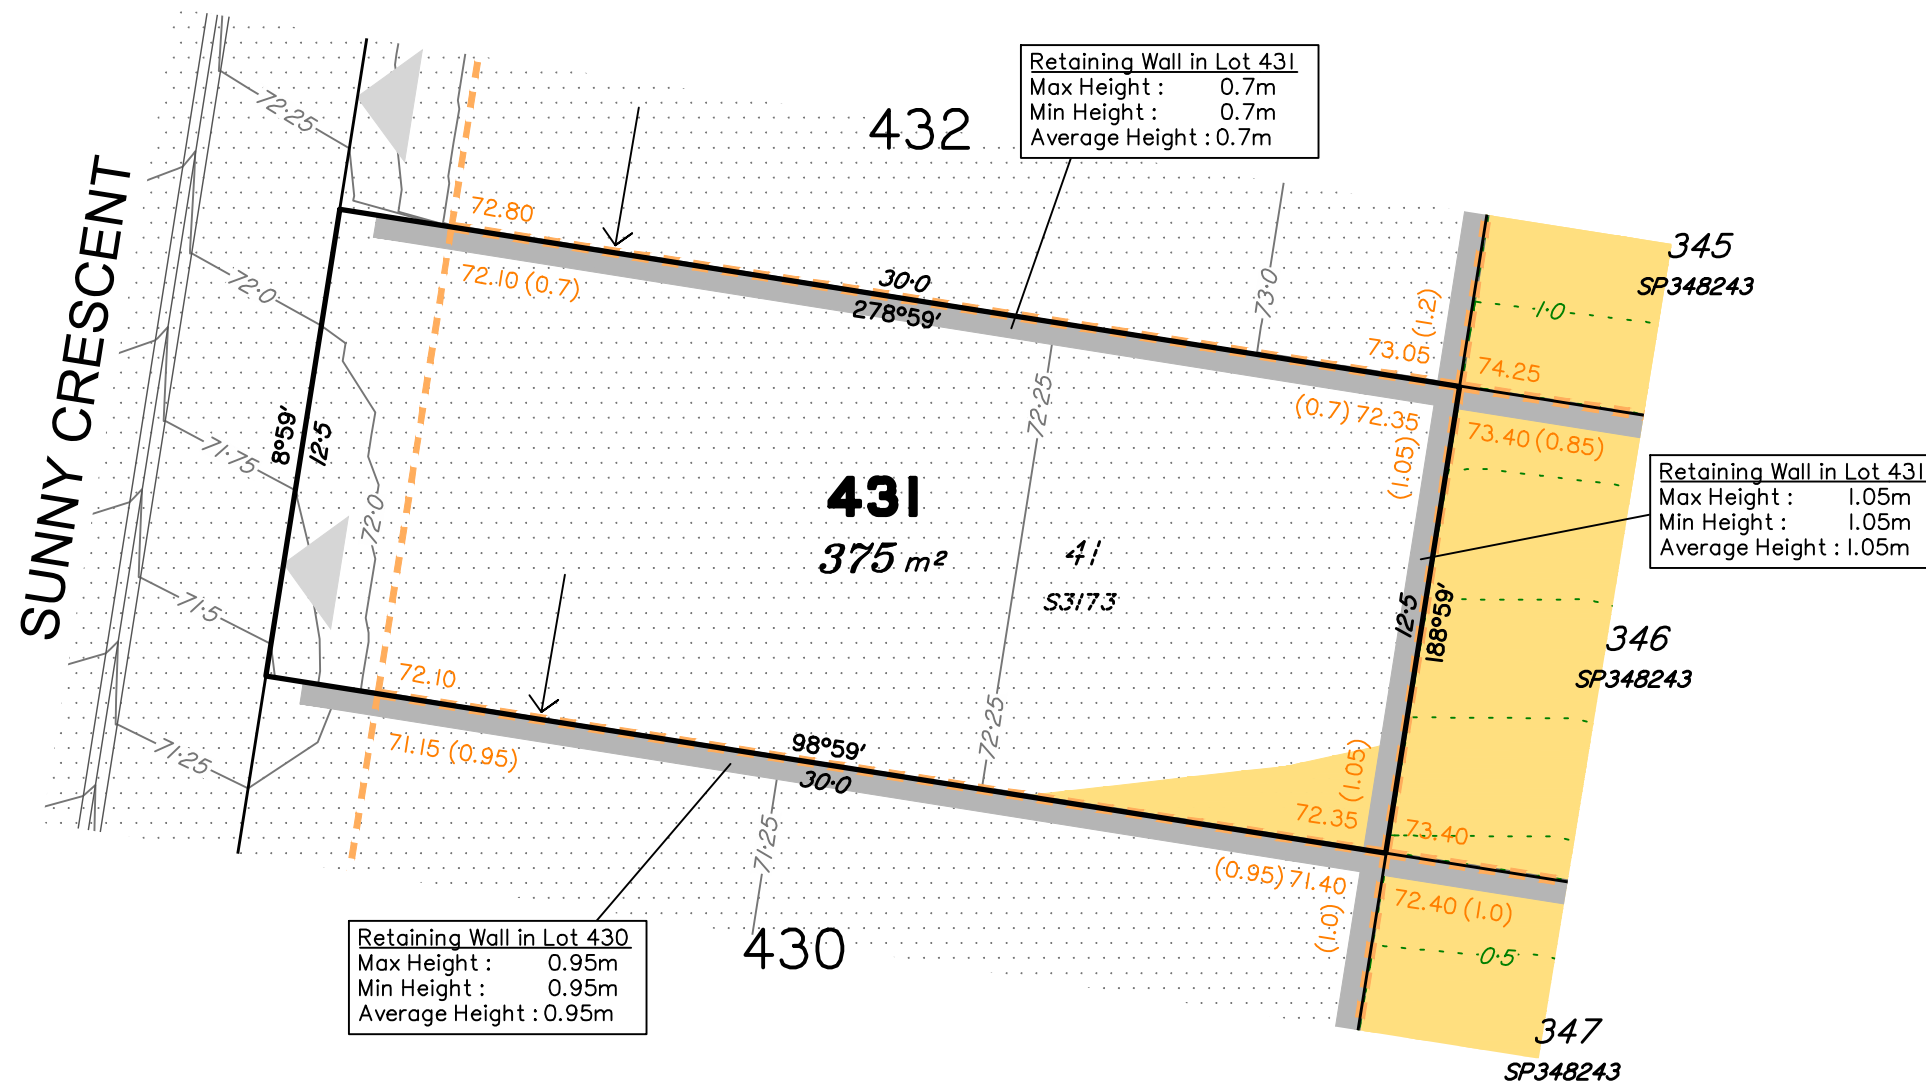 SUNNY CRESCENT
72·25
72·0
71·75
71·5
71·25
432
Retaining Wall in Lot 431
Max Height : 0.7m
Min Height : 0.7m
Average Height : 0.7m
72.80
72.10 (0.7)
30·0
278°59'
73·0
(1.2)
73.05
74.25
345
SP348243
1·0
(0.7) 72.35
(1.05)
73.40 (0.85)
72·25
8°59'
12·5
72·0
431
375 m²
41
S3173
Retaining Wall in Lot 431
Max Height : 1.05m
Min Height : 1.05m
Average Height : 1.05m
12·5
188°59'
346
SP348243
72.10
71.15 (0.95)
98°59'
30·0
72·25
71·25
72.35
(1.05)
73.40
(0.95) 71.40
(1.0)
72.40 (1.0)
0·5
430
Retaining Wall in Lot 430
Max Height : 0.95m
Min Height : 0.95m
Average Height : 0.95m
347
SP348243